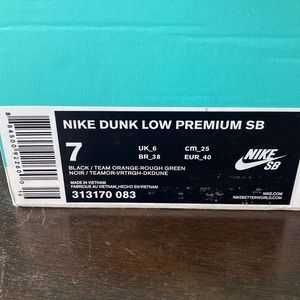 NIKE DUNK LOW PREMIUM SB
7
UK_6
cm_25
BR_38
EUR_40
BLACK / TEAM ORANGE-ROUGH GREEN
NOIR / TEAMOR-VRTRGH-DKDUNE
MADE IN VIETNAM
FABRIQUE AU VIETNAM_HECHO EN VIETNAM
313170 083
NIKE
SB
NIKE.COM
NIKEBETTERWORLD.COM